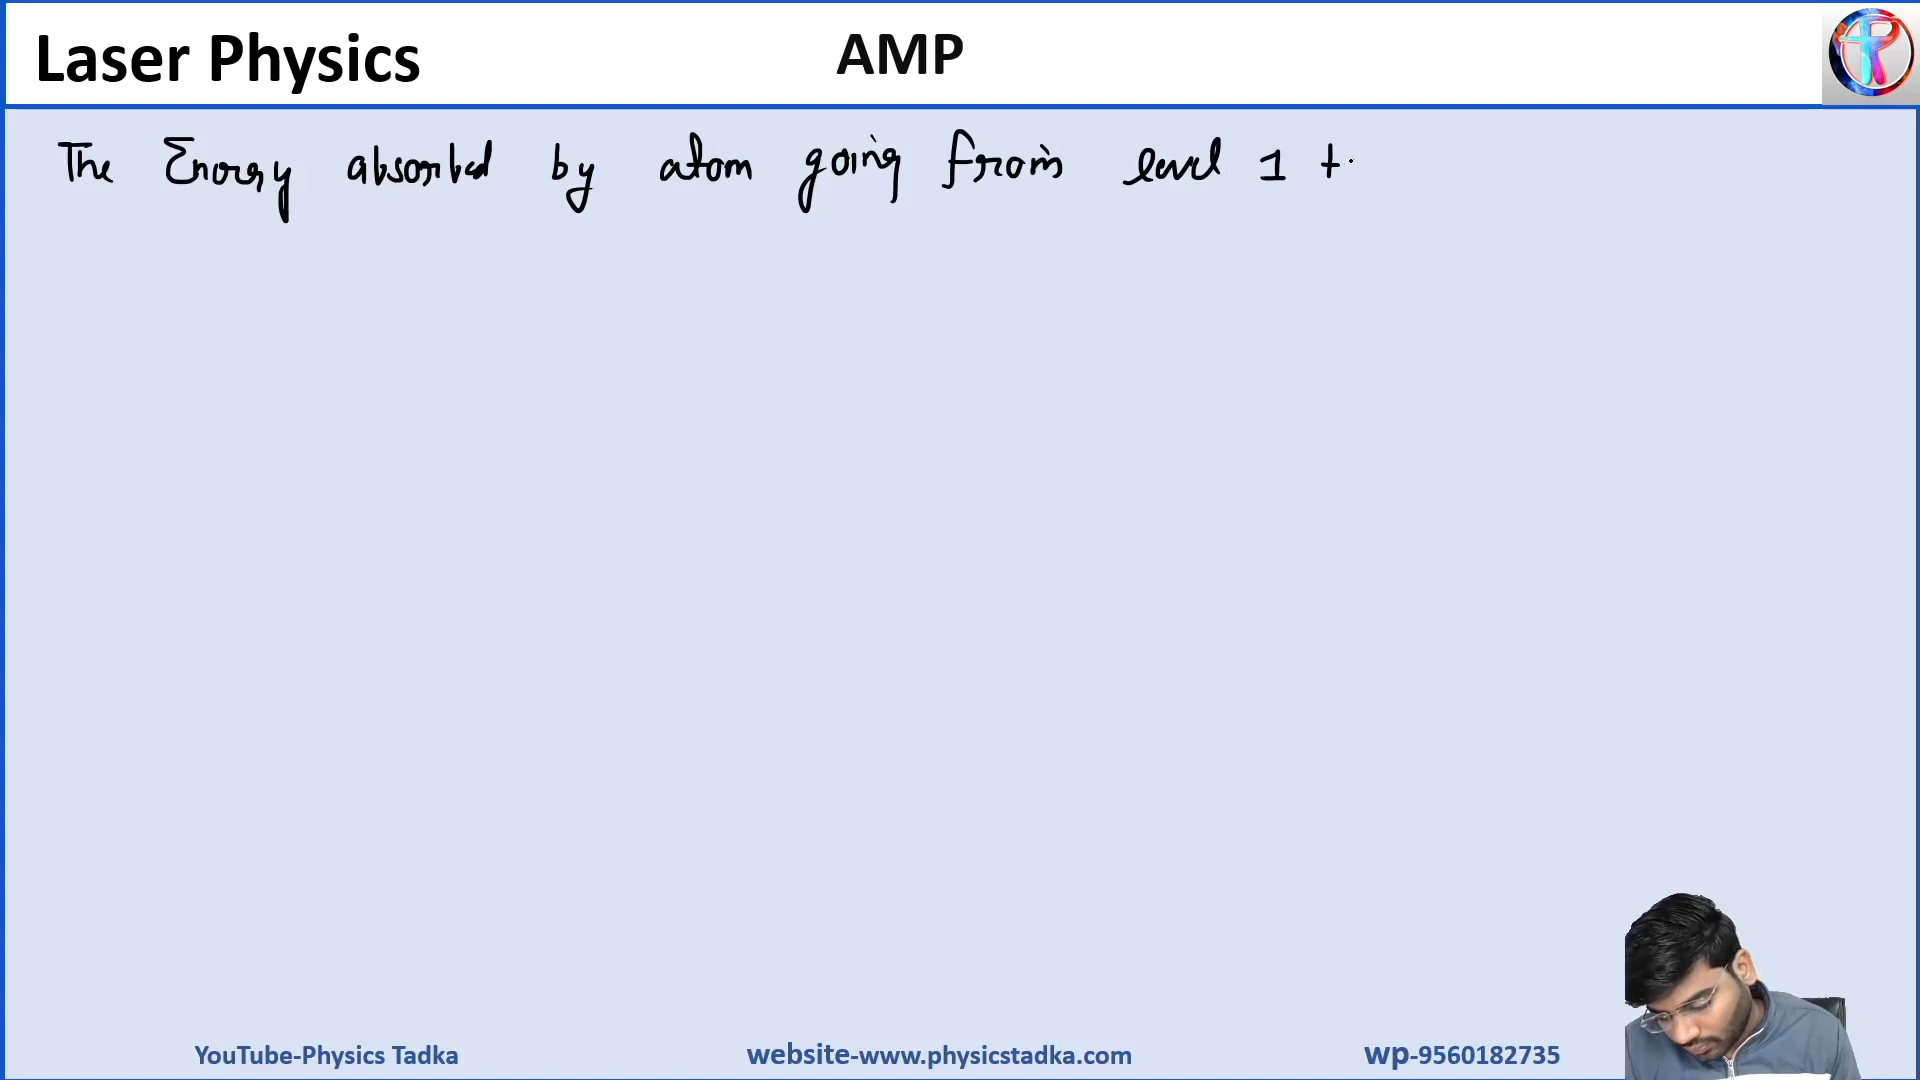 Laser Physics
AMP
The Energy absorbed by atom going from level 1 t
YouTube-Physics Tadka
website-www.physicstadka.com
wp-9560182735